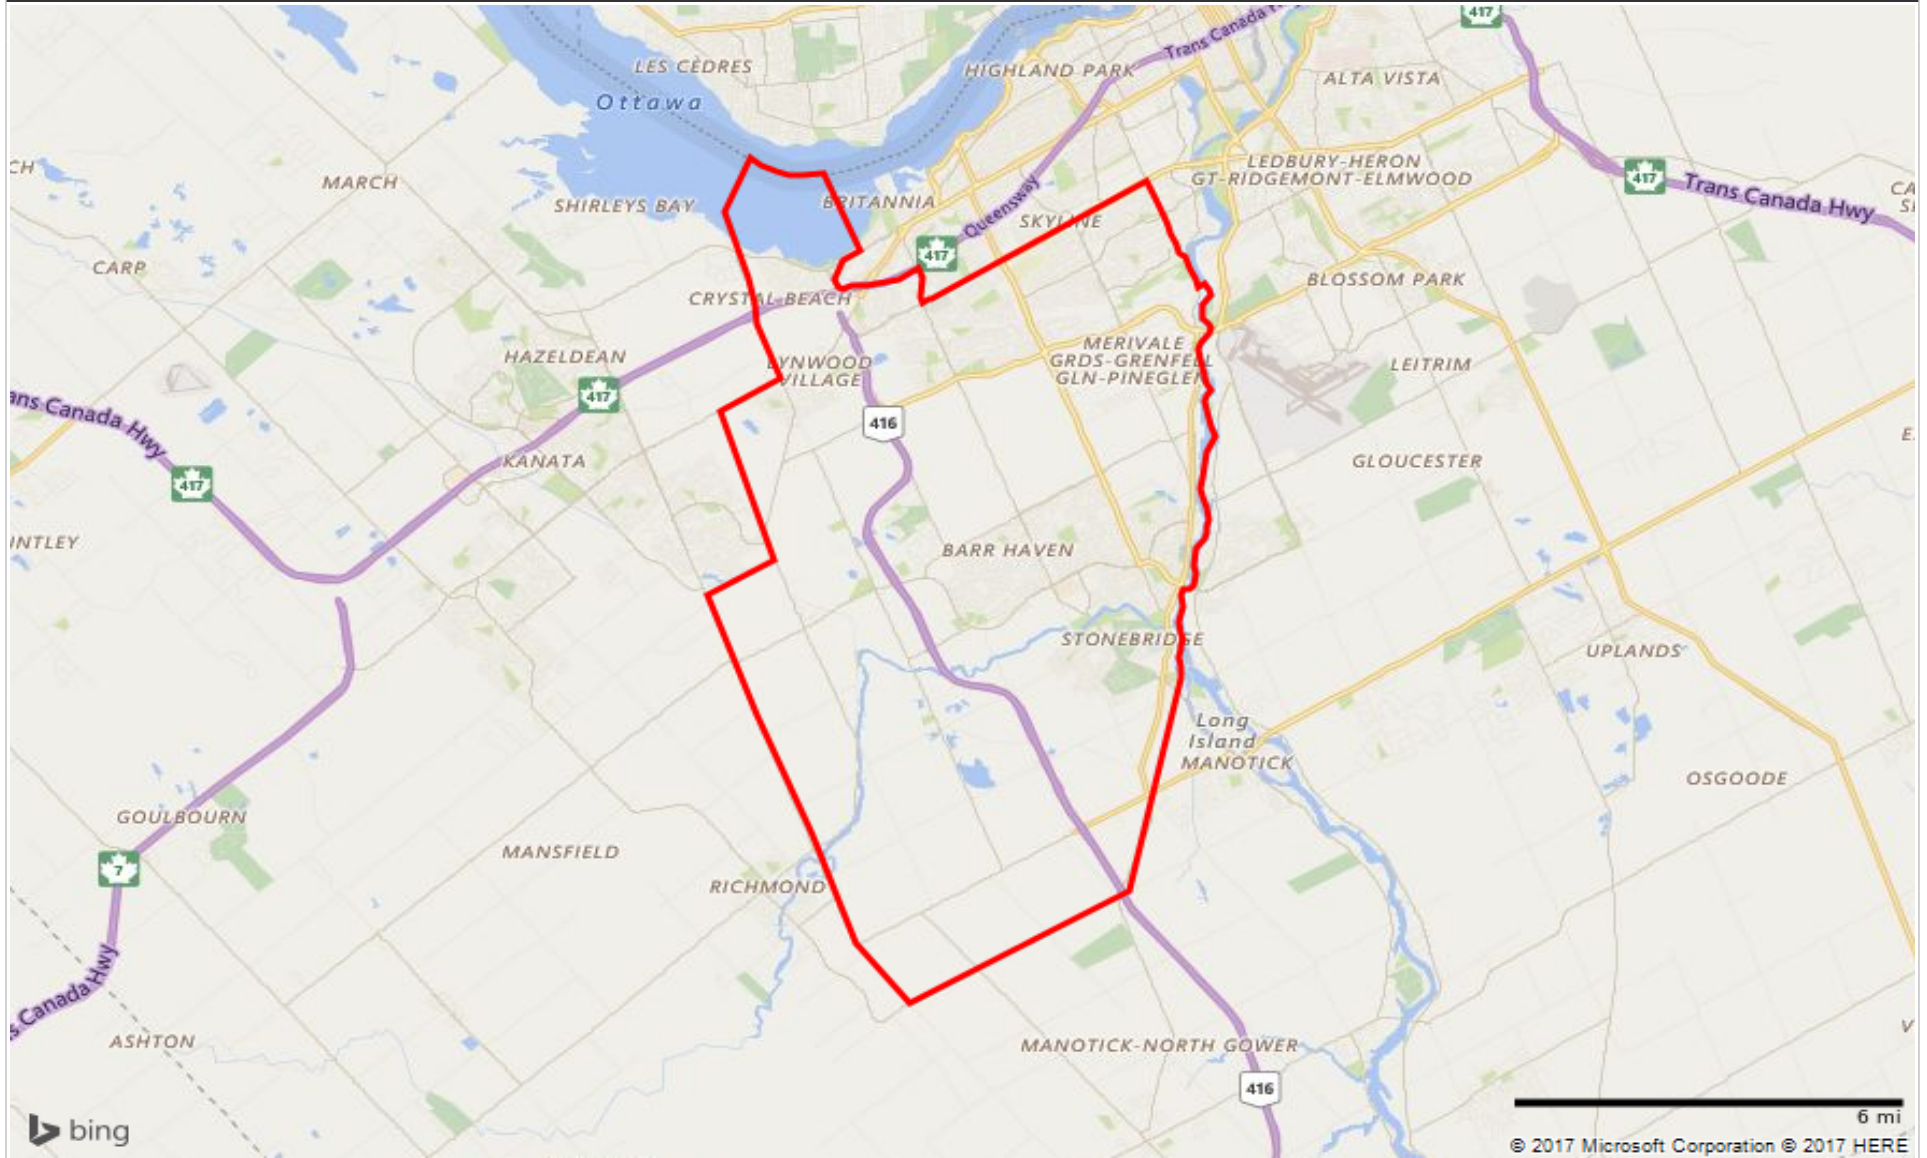 417
Trans Canada H
LES CÈDRES
HIGHLAND PARK
ALTA VISTA
Ottawa
CH
LEDBURY-HERON
GT-RIDGEMONT-ELMWOOD
417
Trans Canada Hwy
CA
MARCH
SHIRLEYS BAY
BRITANNIA
Queensway
SKYLINE
417
CARP
CRYSTAL BEACH
BLOSSOM PARK
HAZELDEAN
LYNWOOD
VILLAGE
MERIVALE
GRDS-GRENFELL
GLN-PINEGLEN
LEITRIM
417
ans Canada Hwy
416
417
KANATA
GLOUCESTER
E
INTLEY
BARR HAVEN
STONEBRIDGE
UPLANDS
Long
Island
MANOTICK
OSGOODE
GOULBOURN
MANSFIELD
7
RICHMOND
s Canada Hwy
ASHTON
MANOTICK-NORTH GOWER
V
416
bing
6 mi
© 2017 Microsoft Corporation © 2017 HERE